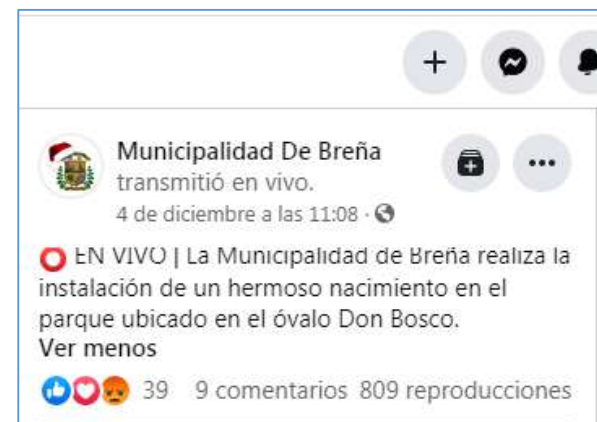 Municipalidad De Breña
transmitió en vivo.
4 de diciembre a las 11:08 ·
EN VIVO | La Municipalidad de Breña realiza la
instalación de un hermoso nacimiento en el
parque ubicado en el óvalo Don Bosco.
Ver menos
39 9 comentarios 809 reproducciones